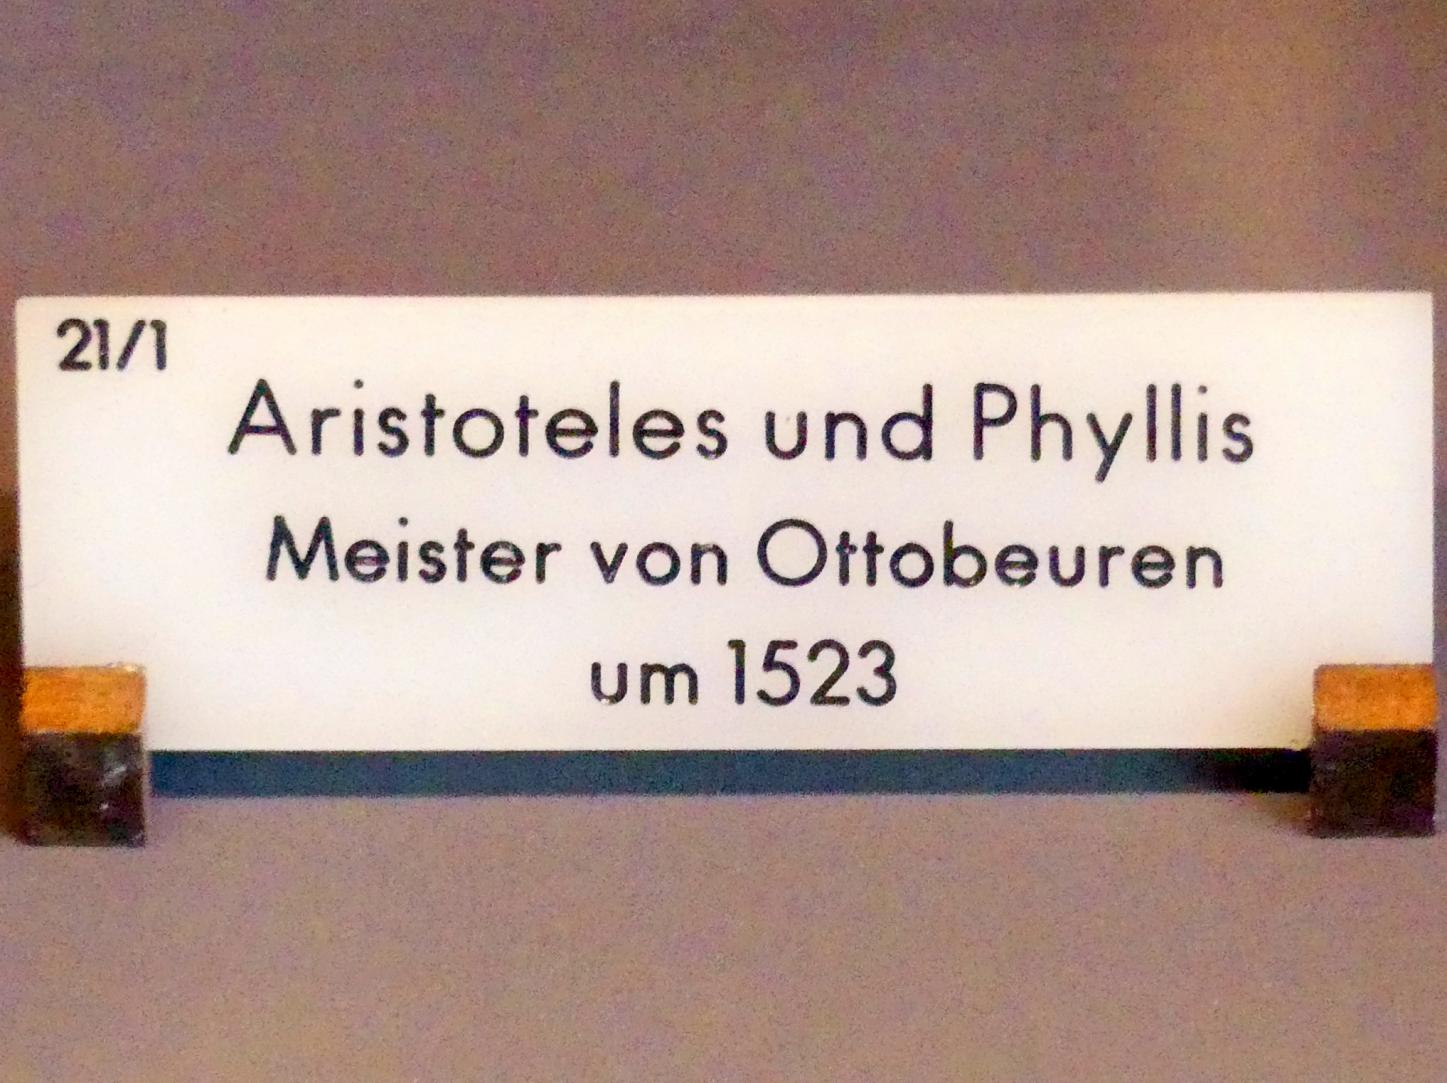 21/1
Aristoteles und Phyllis
Meister von Ottobeuren
um 1523